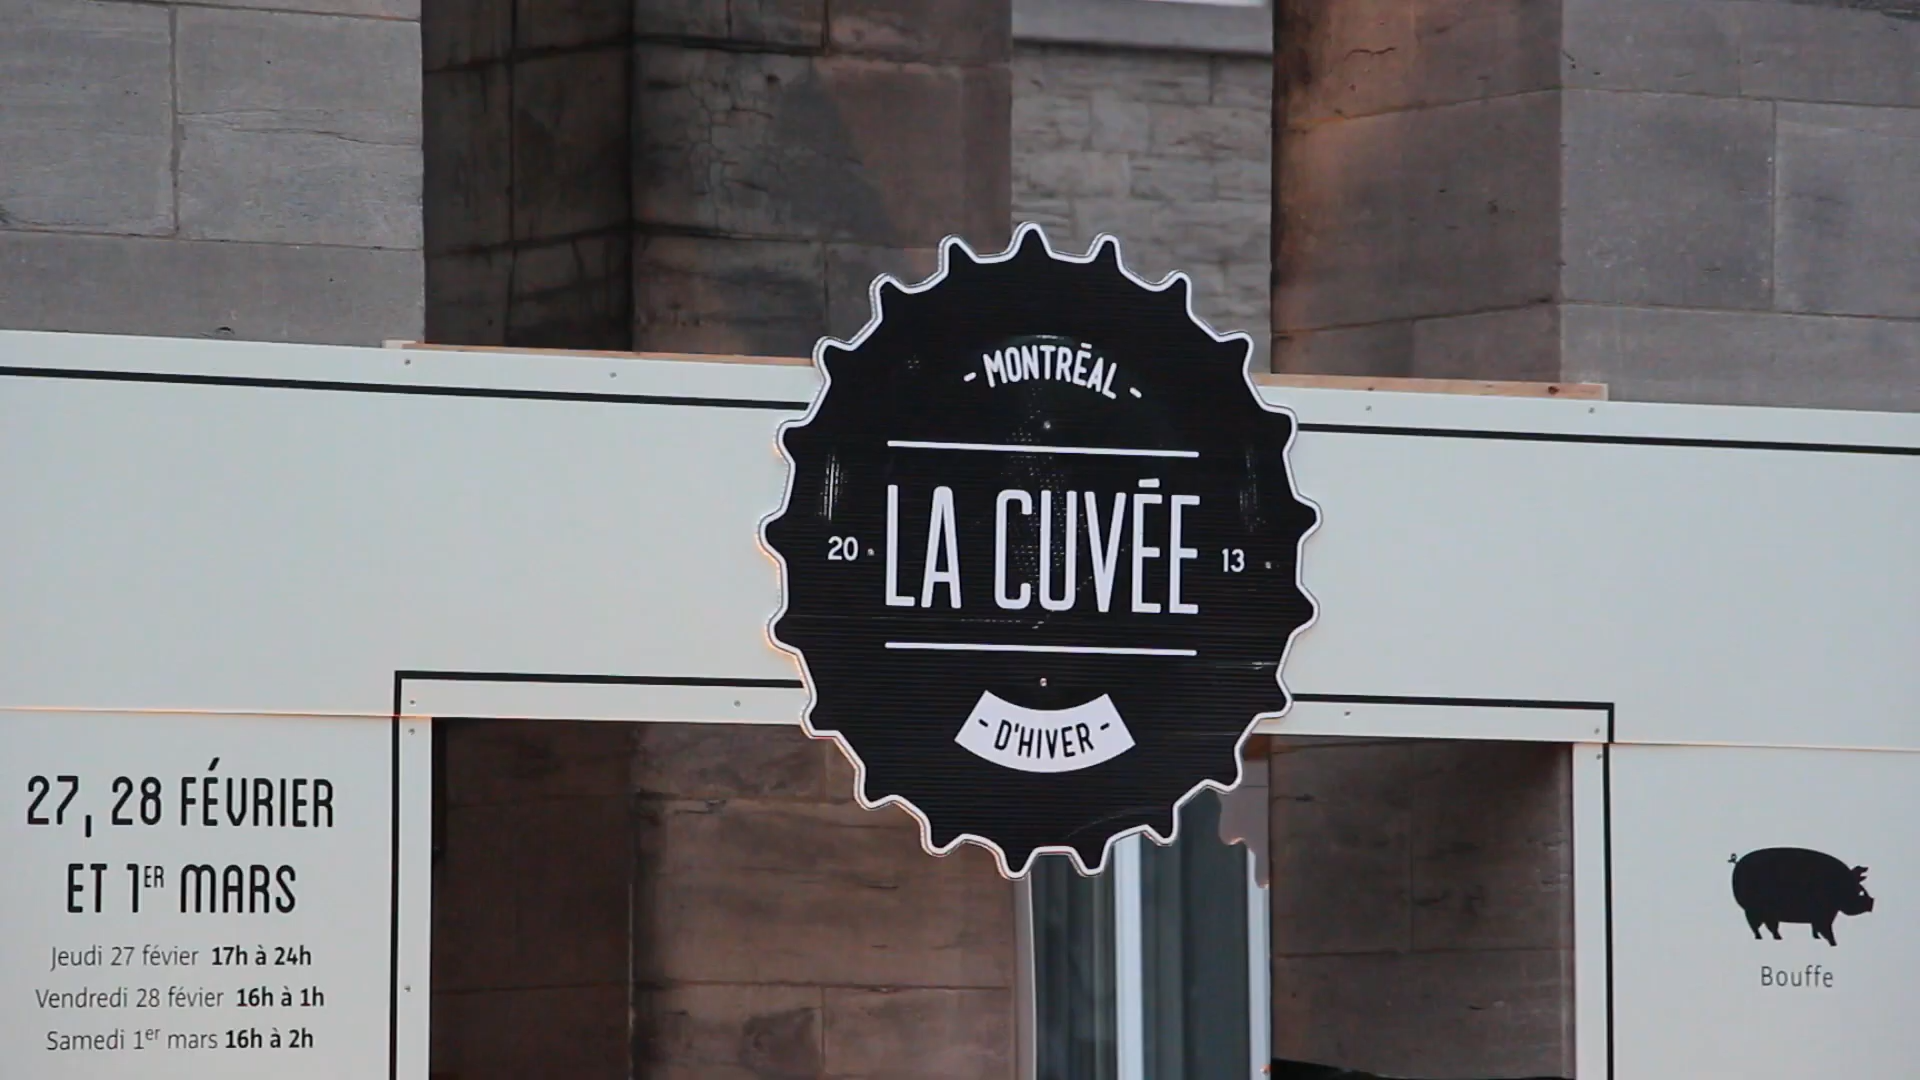 - MONTRÉAL -
20 · LA CUVÉE 13 ·
- D'HIVER -
27, 28 FÉVRIER
ET 1ER MARS
Jeudi 27 févier 17h à 24h
Vendredi 28 févier 16h à 1h
Samedi 1er mars 16h à 2h
Bouffe